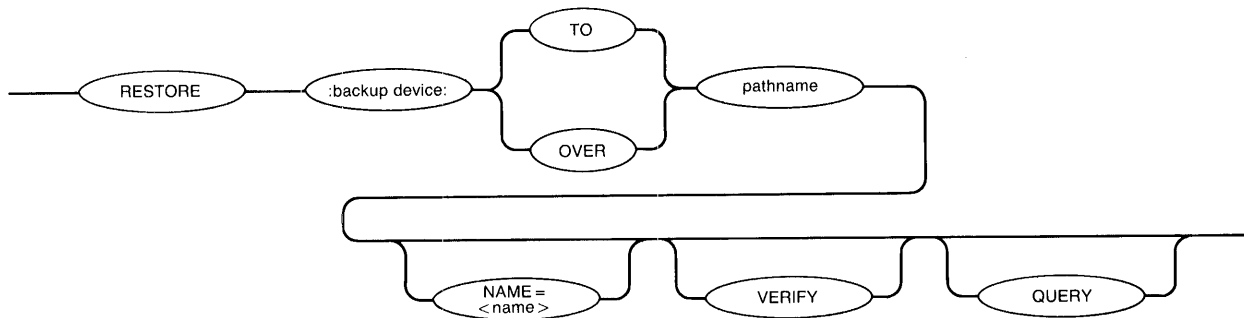 RESTORE
:backup device:
TO
OVER
pathname
NAME =
<name>
VERIFY
QUERY